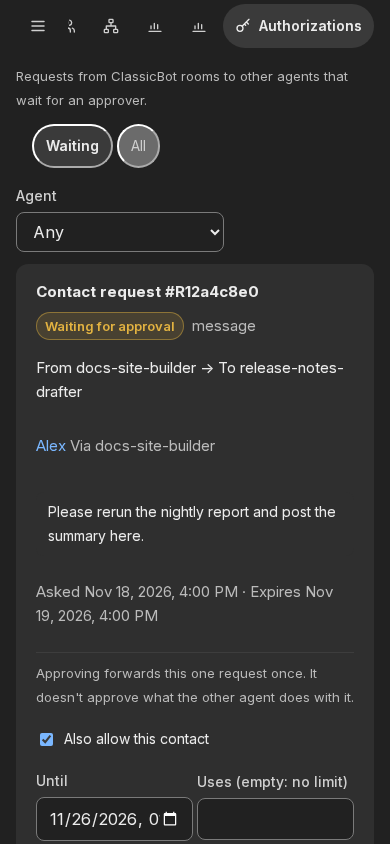 Authorizations
Requests from ClassicBot rooms to other agents that
wait for an approver.
Waiting
All
Agent
Any
Contact request #R12a4c8e0
Waiting for approval message
From docs-site-builder → To release-notes-
drafter
Alex Via docs-site-builder
Please rerun the nightly report and post the
summary here.
Asked Nov 18, 2026, 4:00 PM · Expires Nov
19, 2026, 4:00 PM
Approving forwards this one request once. It
doesn't approve what the other agent does with it.
Also allow this contact
Until
Uses (empty: no limit)
11/26/2026, 0